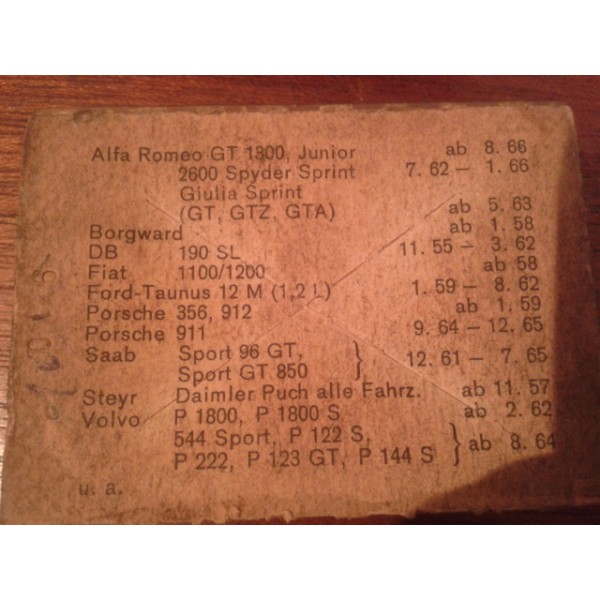 Alfa Romeo GT 1300, Junior ab 8.66
2600 Spyder Sprint 7.62 – 1.66
Giulia Sprint
(GT, GTZ, GTA) ab 5.63
Borgward ab 1.58
DB 190 SL 11.55 – 3.62
Fiat 1100/1200 ab 58
Ford-Taunus 12 M (1,2 L) 1.59 – 8.62
Porsche 356, 912 ab 1.59
Porsche 911 9.64 – 12.65
Saab Sport 96 GT, } 12.61 – 7.65
Sport GT 850
Steyr Daimler Puch alle Fahrz. ab 11.57
Volvo P 1800, P 1800 S ab 2.62
544 Sport, P 122 S, } ab 8.64
P 222, P 123 GT, P 144 S
u. a.